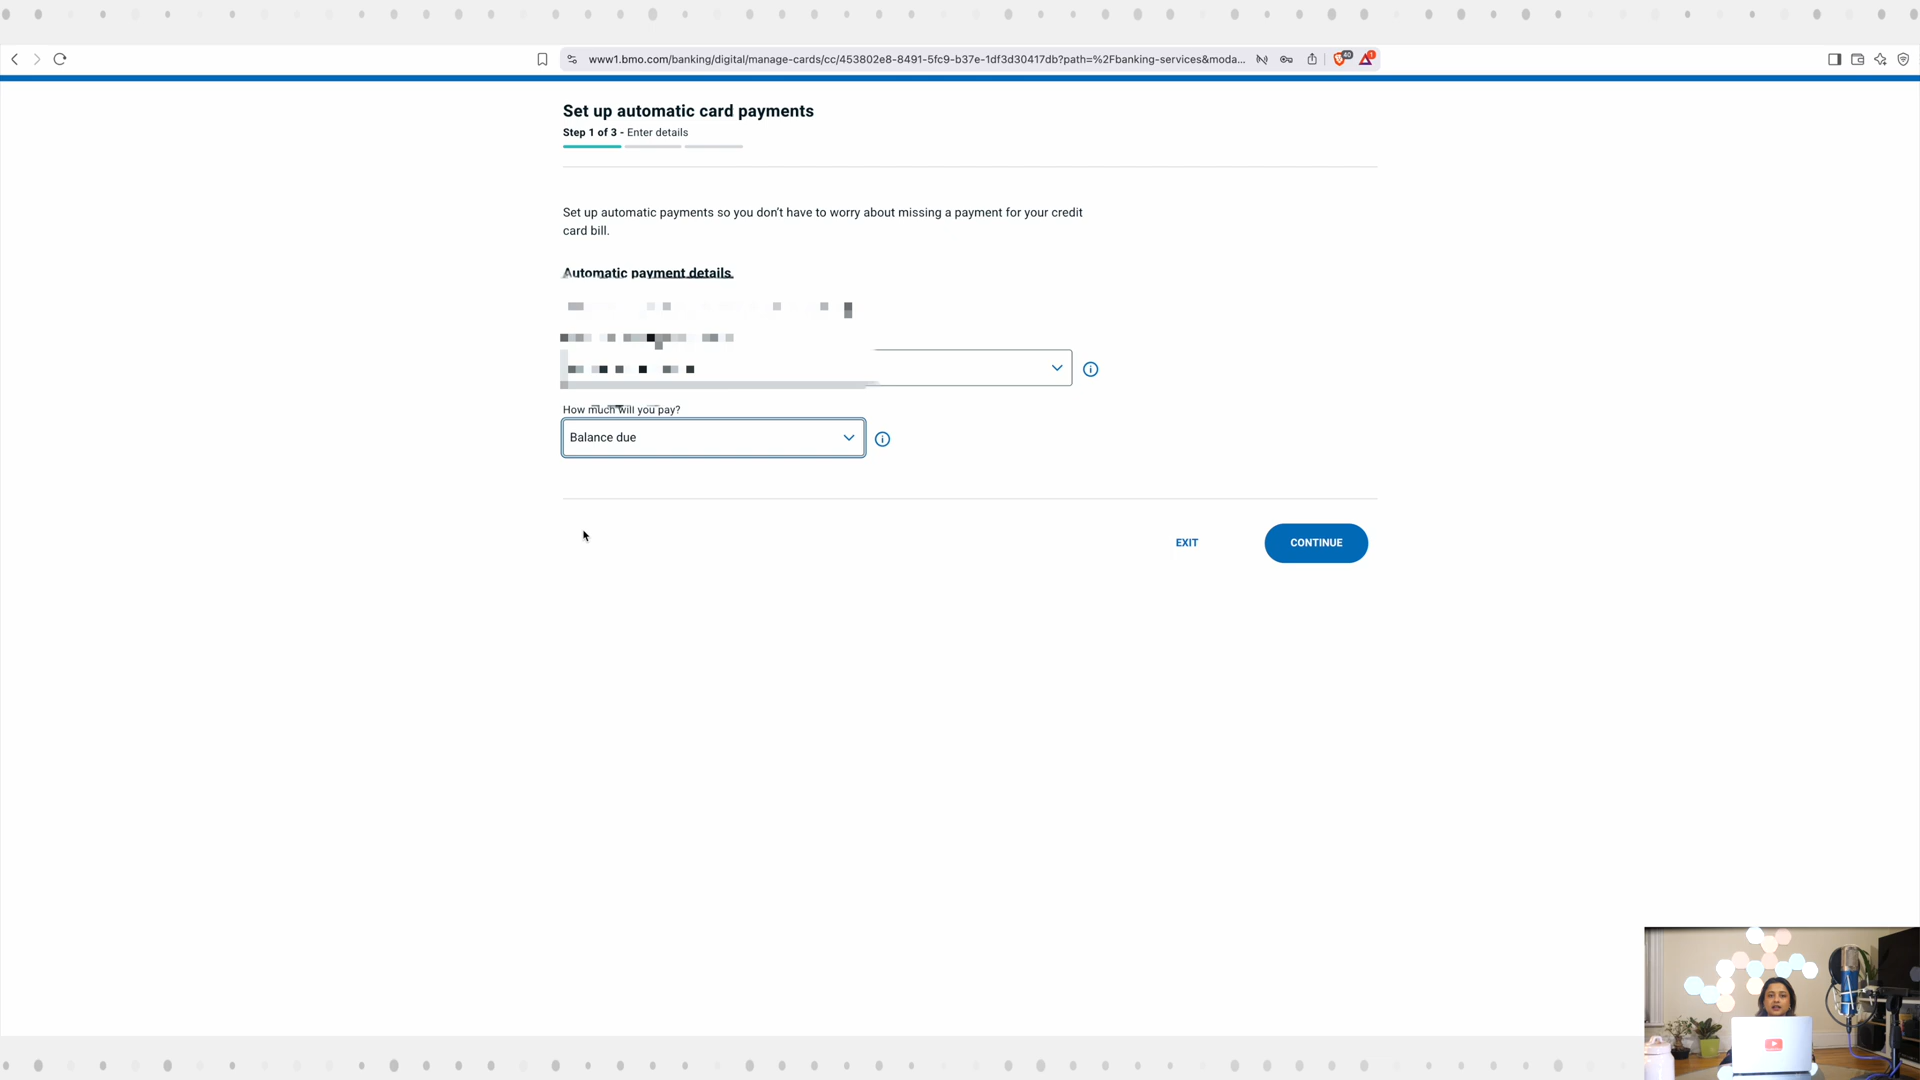 www1.bmo.com/banking/digital/manage-cards/cc/453802e8-8491-5fc9-b37e-1df3d30417db?path=%2Fbanking-services&moda...
40
1
Set up automatic card payments
Step 1 of 3 - Enter details
Set up automatic payments so you don’t have to worry about missing a payment for your credit
card bill.
Automatic payment details
How much will you pay?
Balance due
EXIT
CONTINUE